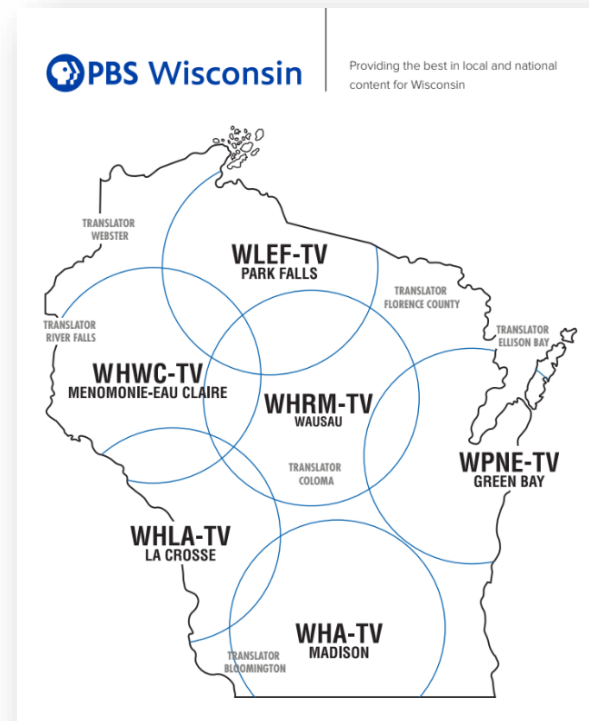 PBS Wisconsin
Providing the best in local and national
content for Wisconsin
TRANSLATOR
WEBSTER
WLEF-TV
PARK FALLS
TRANSLATOR
FLORENCE COUNTY
TRANSLATOR
RIVER FALLS
TRANSLATOR
ELLISON BAY
WHWC-TV
MENOMONIE-EAU CLAIRE
WHRM-TV
WAUSAU
TRANSLATOR
COLOMA
WPNE-TV
GREEN BAY
WHLA-TV
LA CROSSE
WHA-TV
MADISON
TRANSLATOR
BLOOMINGTON